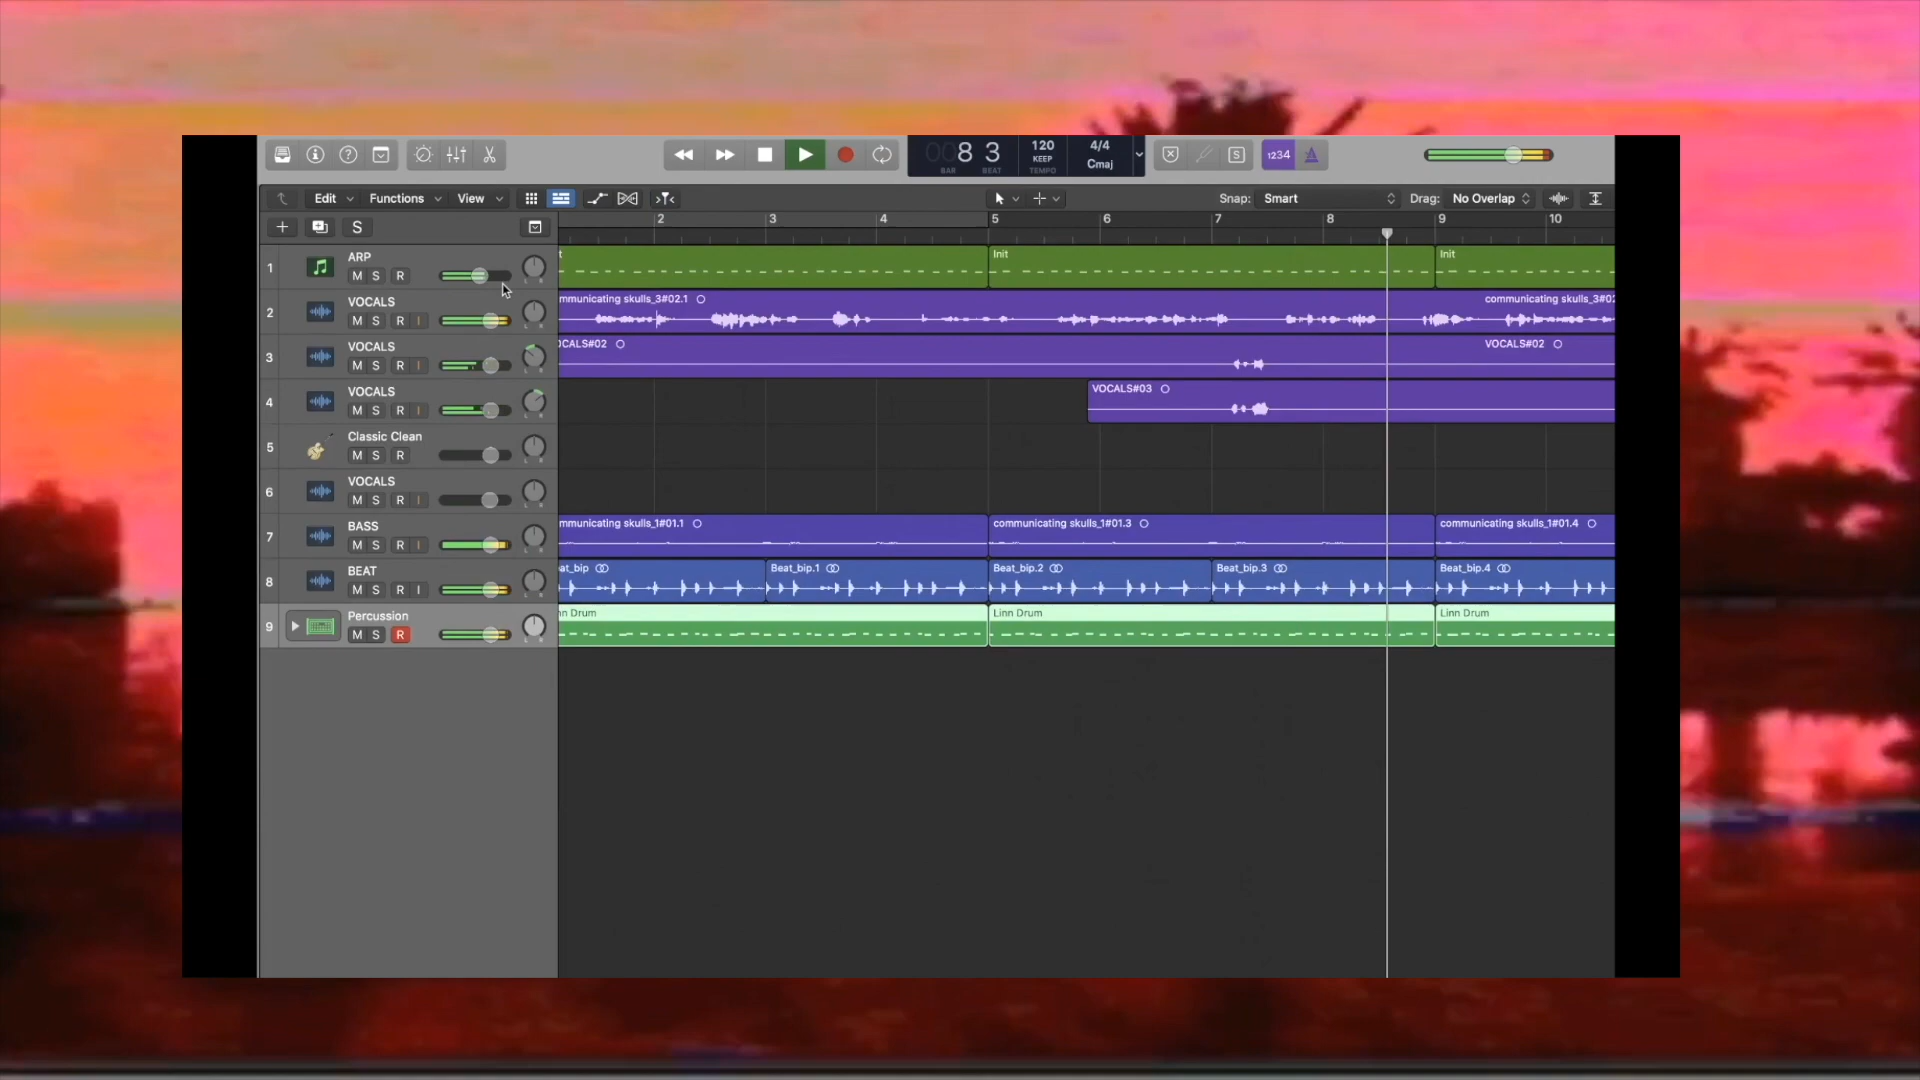 008 3 120 4/4
KEEP Cmaj
BAR BEAT TEMPO
S 1234
Edit Functions View Snap: Smart Drag: No Overlap
S 2 3 4 5 6 7 8 9 10
1 ARP
M S R
Init Init
2 VOCALS
M S R I
mmunicating skulls_3#02.1 communicating skulls_3#02
3 VOCALS
M S R I
OCALS#02 VOCALS#02
4 VOCALS
M S R I
VOCALS#03
5 Classic Clean
M S R
6 VOCALS
M S R I
7 BASS
M S R I
mmunicating skulls_1#01.1 communicating skulls_1#01.3 communicating skulls_1#01.4
8 BEAT
M S R I
at_bip Beat_bip.1 Beat_bip.2 Beat_bip.3 Beat_bip.4
9 Percussion
M S R
nn Drum Linn Drum Linn Drum